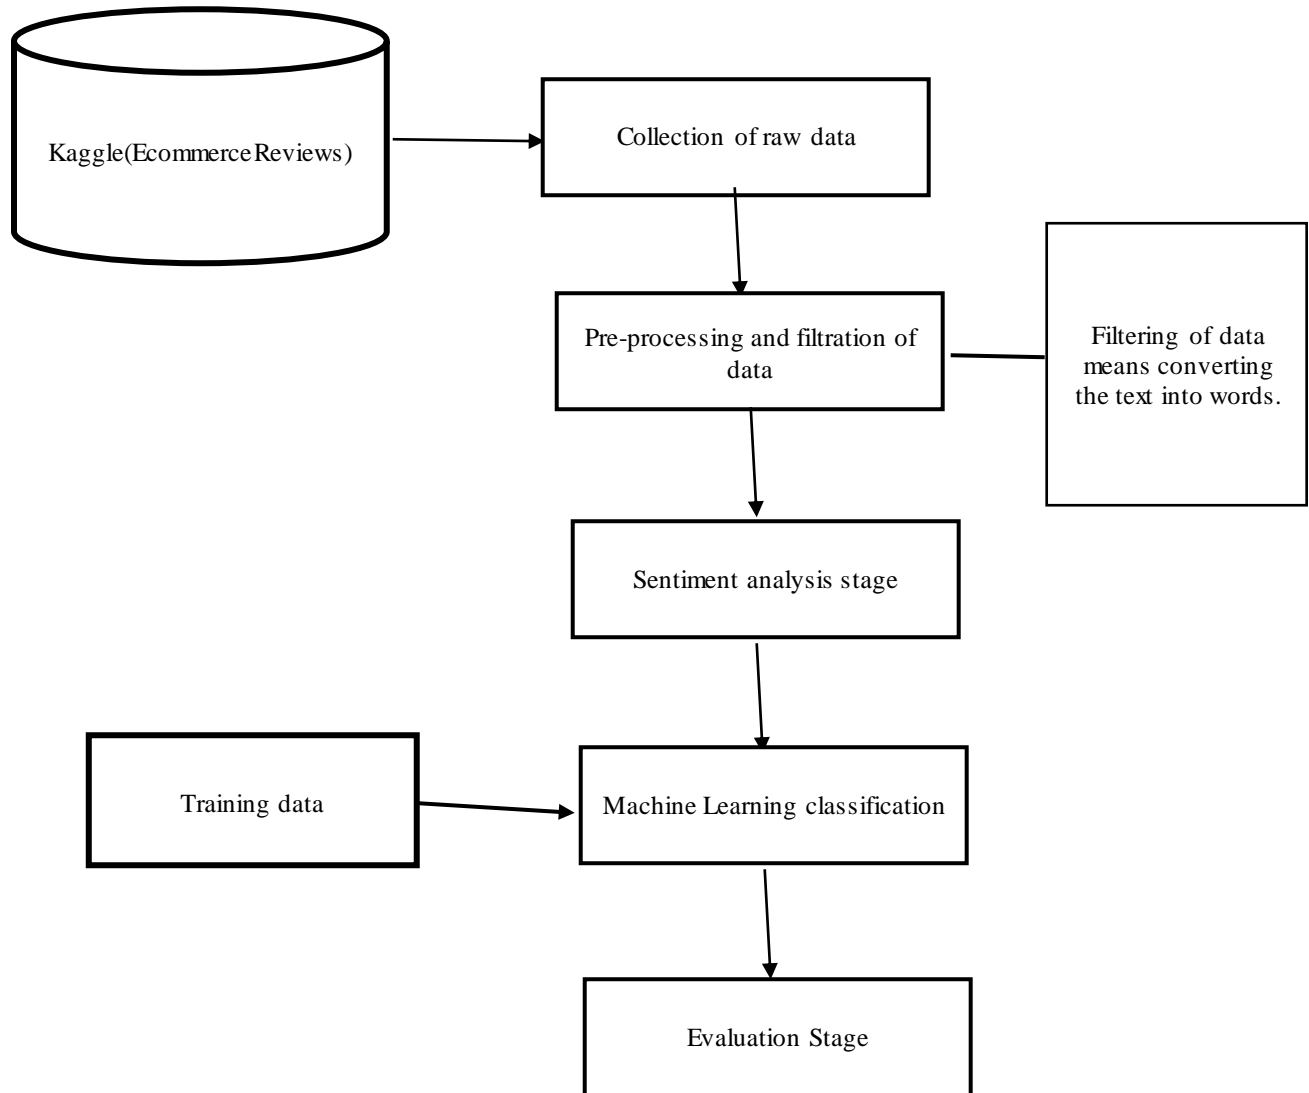 Kaggle(EcommerceReviews)
Collection of raw data
Pre-processing and filtration of
data
Filtering of data
means converting
the text into words.
Sentiment analysis stage
Training data
Machine Learning classification
Evaluation Stage